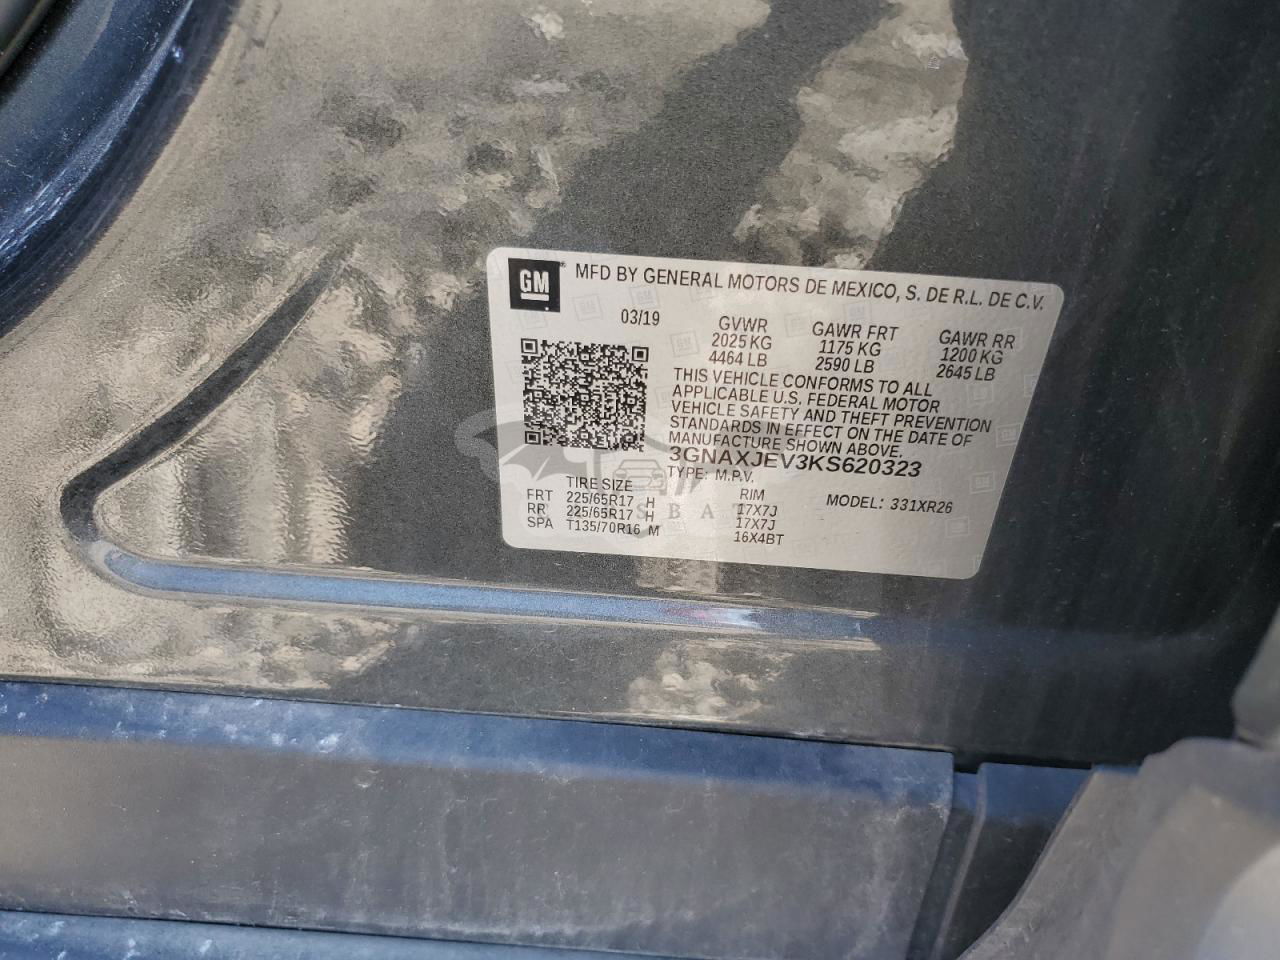 GM ® MFD BY GENERAL MOTORS DE MEXICO, S. DE R.L. DE C.V.
03/19 GVWR GAWR FRT GAWR RR
2025 KG 1175 KG 1200 KG
4464 LB 2590 LB 2645 LB
THIS VEHICLE CONFORMS TO ALL
APPLICABLE U.S. FEDERAL MOTOR
VEHICLE SAFETY AND THEFT PREVENTION
STANDARDS IN EFFECT ON THE DATE OF
MANUFACTURE SHOWN ABOVE.
3GNAXJEV3KS620323
TYPE: M.P.V.
TIRE SIZE RIM MODEL: 331XR26
FRT 225/65R17 H 17X7J
RR 225/65R17 H 17X7J
SPA T135/70R16 M 16X4BT